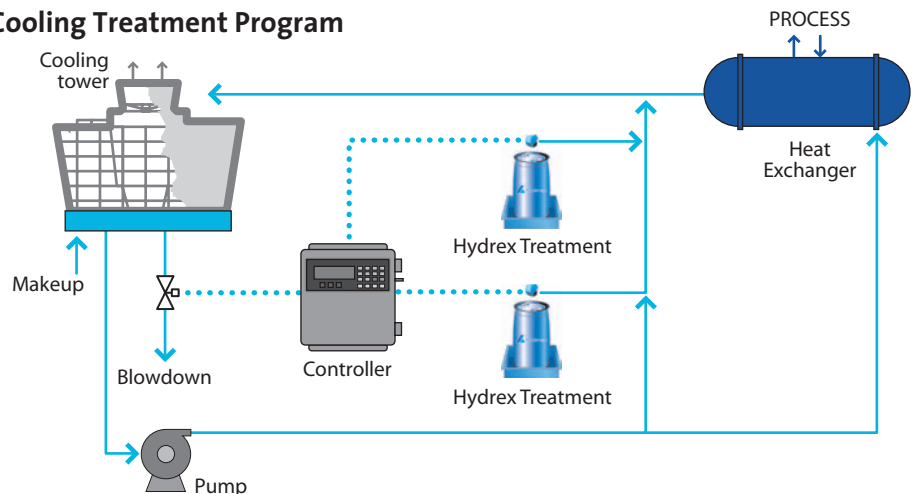 Cooling Treatment Program
PROCESS
Cooling
tower
Heat
Exchanger
Hydrex Treatment
Makeup
Controller
Blowdown
Hydrex Treatment
Pump